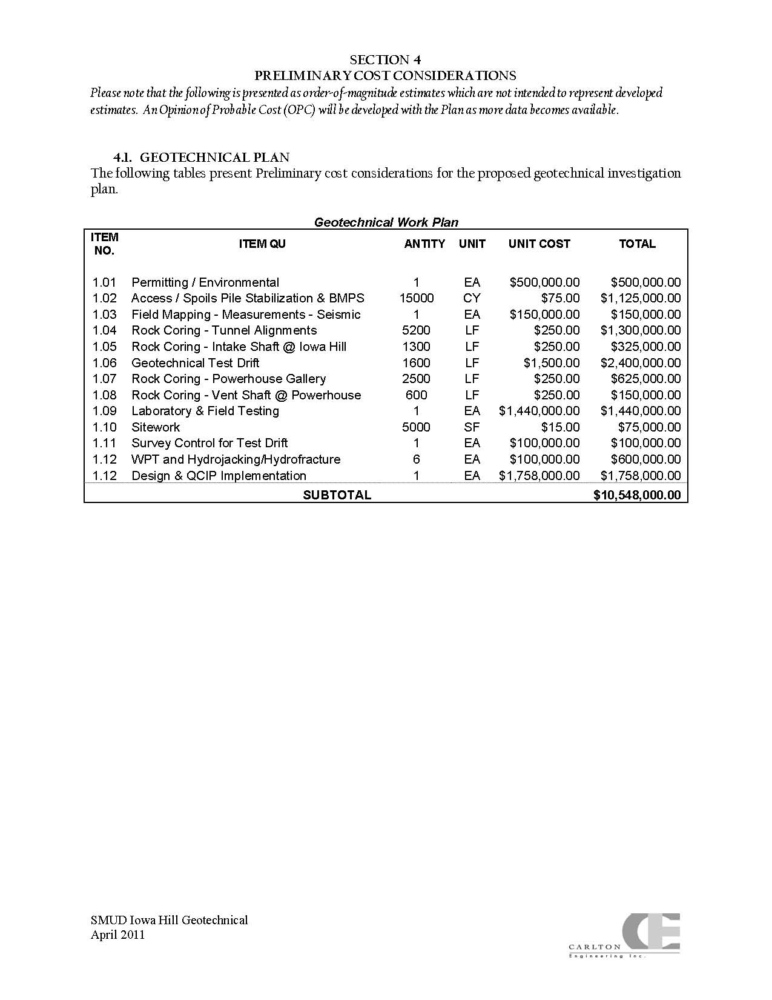 SECTION 4
PRELIMINARY COST CONSIDERATIONS
Please note that the following is presented as order-of-magnitude estimates which are not intended to represent developed
estimates. An Opinion of Probable Cost (OPC) will be developed with the Plan as more data becomes available.
4.1. GEOTECHNICAL PLAN
The following tables present Preliminary cost considerations for the proposed geotechnical investigation
plan.
Geotechnical Work Plan
ITEM NO. ITEM QU ANTITY UNIT UNIT COST TOTAL
1.01 Permitting / Environmental 1 EA $500,000.00 $500,000.00
1.02 Access / Spoils Pile Stabilization & BMPS 15000 CY $75.00 $1,125,000.00
1.03 Field Mapping - Measurements - Seismic 1 EA $150,000.00 $150,000.00
1.04 Rock Coring - Tunnel Alignments 5200 LF $250.00 $1,300,000.00
1.05 Rock Coring - Intake Shaft @ Iowa Hill 1300 LF $250.00 $325,000.00
1.06 Geotechnical Test Drift 1600 LF $1,500.00 $2,400,000.00
1.07 Rock Coring - Powerhouse Gallery 2500 LF $250.00 $625,000.00
1.08 Rock Coring - Vent Shaft @ Powerhouse 600 LF $250.00 $150,000.00
1.09 Laboratory & Field Testing 1 EA $1,440,000.00 $1,440,000.00
1.10 Sitework 5000 SF $15.00 $75,000.00
1.11 Survey Control for Test Drift 1 EA $100,000.00 $100,000.00
1.12 WPT and Hydrojacking/Hydrofracture 6 EA $100,000.00 $600,000.00
1.12 Design & QCIP Implementation 1 EA $1,758,000.00 $1,758,000.00
SUBTOTAL $10,548,000.00
SMUD Iowa Hill Geotechnical
April 2011
CE
CARLTON
Engineering Inc.